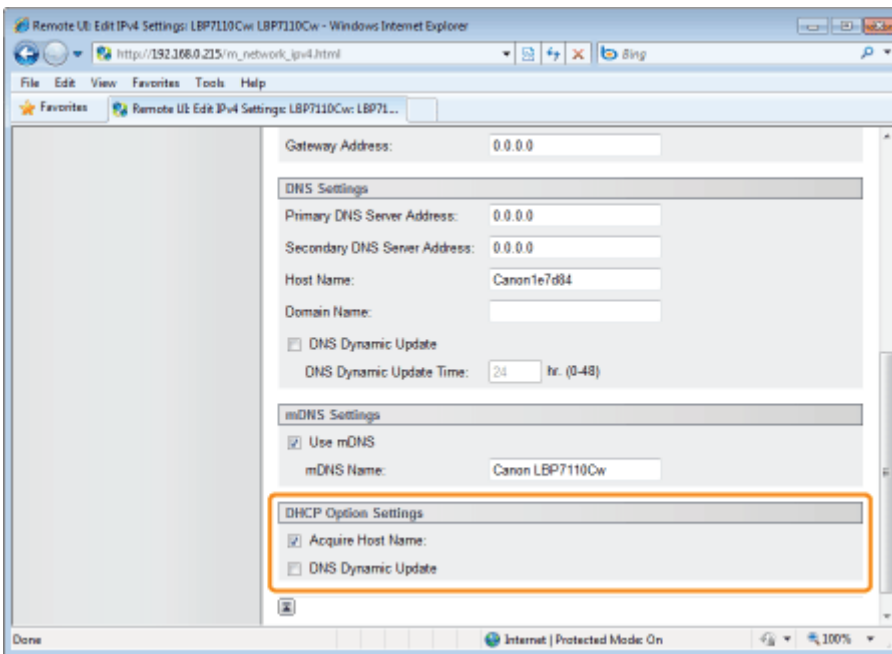 Remote UI: Edit IPv4 Settings: LBP7110Cw: LBP7110Cw - Windows Internet Explorer
http://192.168.0.215/m_network_ipv4.html
Bing
File Edit View Favorites Tools Help
Favorites
Remote UI: Edit IPv4 Settings: LBP7110Cw: LBP71...
Gateway Address: 0.0.0.0
DNS Settings
Primary DNS Server Address: 0.0.0.0
Secondary DNS Server Address: 0.0.0.0
Host Name: Canon1e7d84
Domain Name:
DNS Dynamic Update
DNS Dynamic Update Time: 24 hr. (0-48)
mDNS Settings
Use mDNS
mDNS Name: Canon LBP7110Cw
DHCP Option Settings
Acquire Host Name:
DNS Dynamic Update
Done
Internet | Protected Mode: On
100%